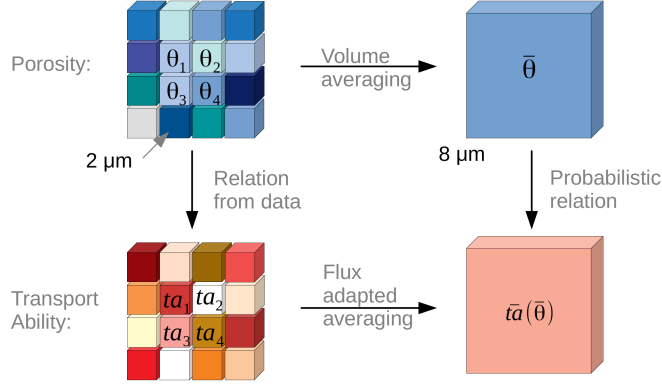 Porosity:
θ1 θ2
θ3 θ4
Volume
averaging
θ̄
2 μm
8 μm
Relation
from data
Probabilistic
relation
Transport
Ability:
ta1 ta2
ta3 ta4
Flux
adapted
averaging
t̄a(θ̄)